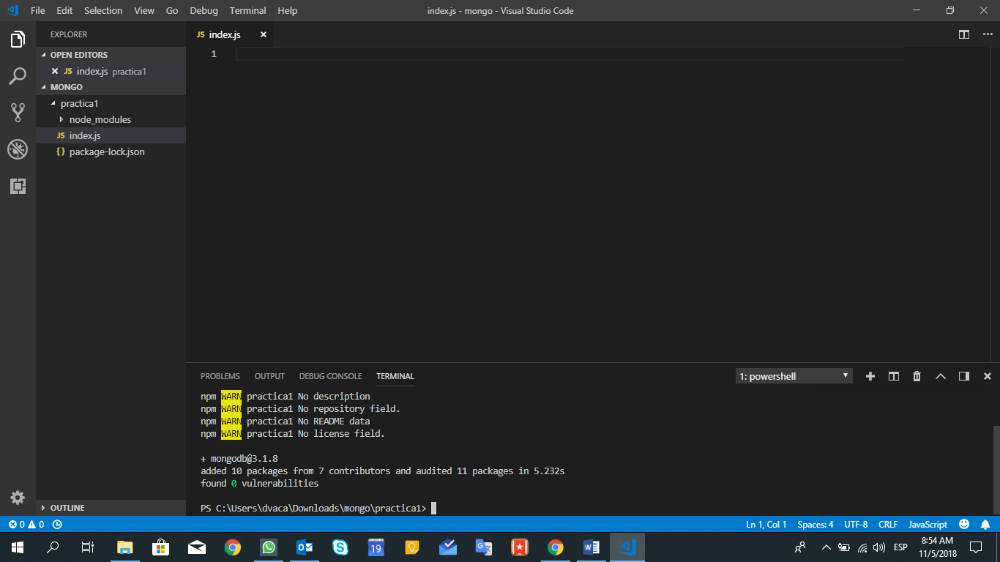 File Edit Selection View Go Debug Terminal Help
index.js - mongo - Visual Studio Code
EXPLORER
OPEN EDITORS
JS index.js practica1
MONGO
practica1
node_modules
JS index.js
{ } package-lock.json
OUTLINE
JS index.js
1
PROBLEMS OUTPUT DEBUG CONSOLE TERMINAL
1: powershell
npm WARN practica1 No description
npm WARN practica1 No repository field.
npm WARN practica1 No README data
npm WARN practica1 No license field.
+ mongodb@3.1.8
added 10 packages from 7 contributors and audited 11 packages in 5.232s
found 0 vulnerabilities
PS C:\Users\dvaca\Downloads\mongo\practica1>
0 0
Ln 1, Col 1 Spaces: 4 UTF-8 CRLF JavaScript
19
ESP
8:54 AM
11/5/2018